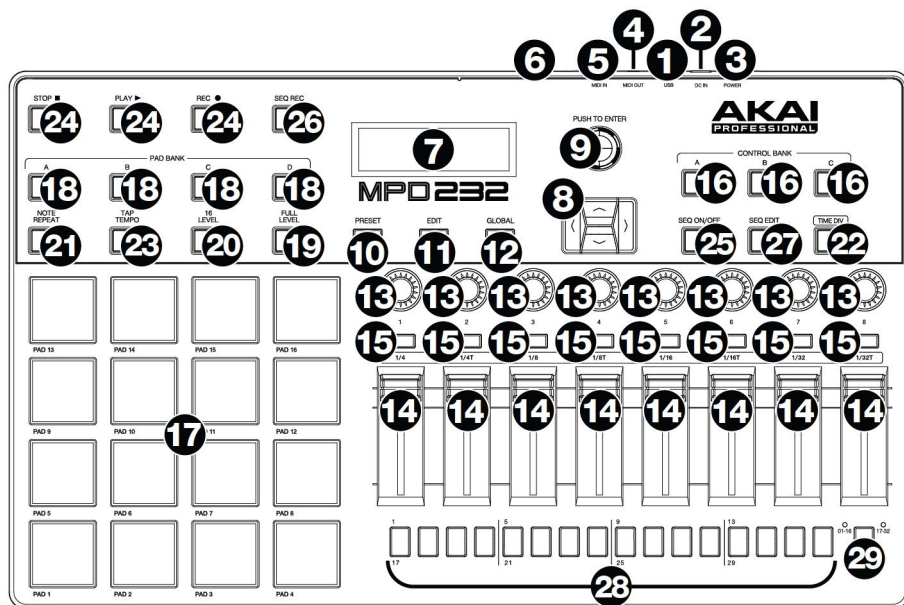 6 5 4 1 2 3
MIDI IN MIDI OUT USB DC IN POWER
STOP ■ PLAY ► REC ● SEQ REC
24 24 24 26
PUSH TO ENTER
9
AKAI
PROFESSIONAL
7
MPD232
PAD BANK
A B C D
18 18 18 18
CONTROL BANK
A B C
16 16 16
8
NOTE REPEAT TAP TEMPO 16 LEVEL FULL LEVEL
21 23 20 19
PRESET EDIT GLOBAL
10 11 12
SEQ ON/OFF SEQ EDIT TIME DIV
25 27 22
13 13 13 13 13 13 13 13
1 2 3 4 5 6 7 8
15 15 15 15 15 15 15 15
1/4 1/4T 1/8 1/8T 1/16 1/16T 1/32 1/32T
14 14 14 14 14 14 14 14
PAD 13 PAD 14 PAD 15 PAD 16
17
PAD 9 PAD 10 PAD 11 PAD 12
PAD 5 PAD 6 PAD 7 PAD 8
PAD 1 PAD 2 PAD 3 PAD 4
1 5 9 13
01-16 17-32
29
17 21 25 29
28